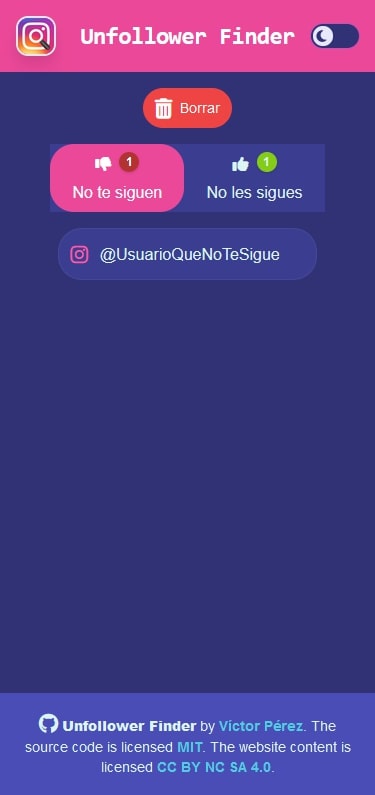 Unfollower Finder
Borrar
1
1
No te siguen
No les sigues
@UsuarioQueNoTeSigue
Unfollower Finder by Víctor Pérez. The
source code is licensed MIT. The website content is
licensed CC BY NC SA 4.0.